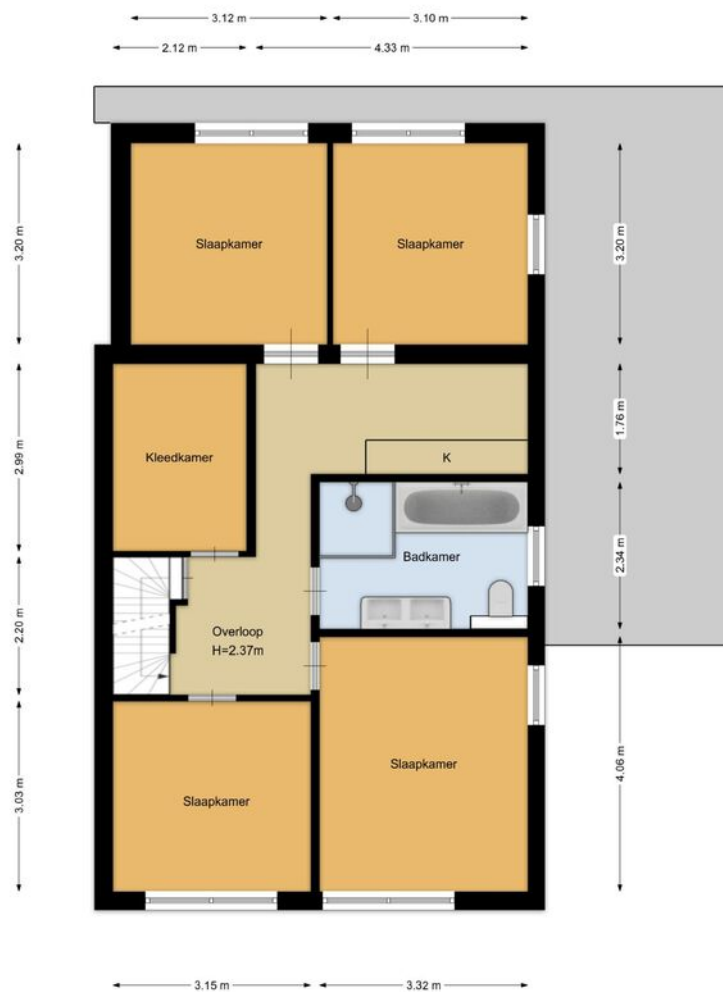 3.12 m
3.10 m
2.12 m
4.33 m
Slaapkamer
Slaapkamer
3.20 m
3.20 m
Kleedkamer
K
2.99 m
1.76 m
Badkamer
2.34 m
Overloop
H=2.37m
2.20 m
Slaapkamer
Slaapkamer
3.03 m
4.06 m
3.15 m
3.32 m